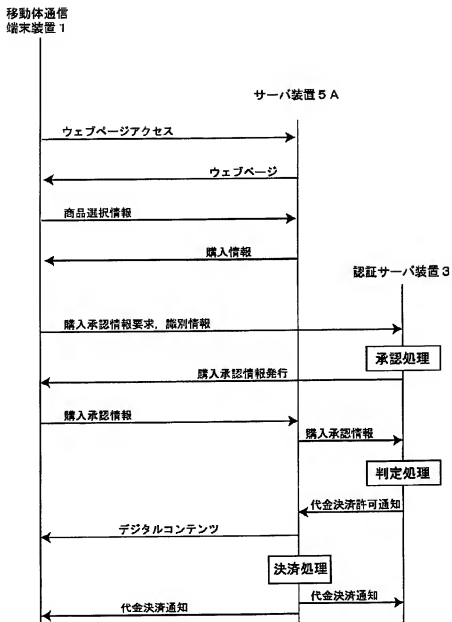 移動体通信
端末装置1
サーバ装置5A
ウェブページアクセス
ウェブページ
商品選択情報
購入情報
認証サーバ装置3
購入承認情報要求，識別情報
承認処理
購入承認情報発行
購入承認情報
購入承認情報
判定処理
代金決済許可通知
デジタルコンテンツ
決済処理
代金決済通知
代金決済通知